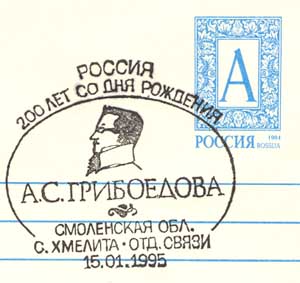 РОССИЯ
200 ЛЕТ СО ДНЯ РОЖДЕНИЯ
А.С.ГРИБОЕДОВА
СМОЛЕНСКАЯ ОБЛ.
С. ХМЕЛИТА · ОТД. СВЯЗИ
15.01.1995
А
1994
РОССИЯ ROSSIJA